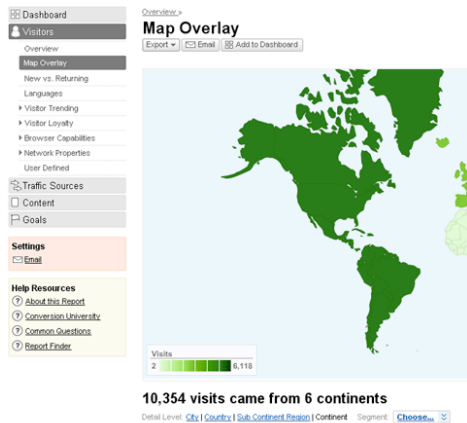 Dashboard
Visitors
Overview
Map Overlay
New vs. Returning
Languages
Visitor Trending
Visitor Loyalty
Browser Capabilities
Network Properties
User Defined
Traffic Sources
Content
Goals
Settings
Email
Help Resources
About this Report
Conversion University
Common Questions
Report Finder
Overview »
Map Overlay
Export Email Add to Dashboard
Visits
2 6,118
10,354 visits came from 6 continents
Detail Level: City | Country | Sub Continent Region | Continent Segment: Choose...